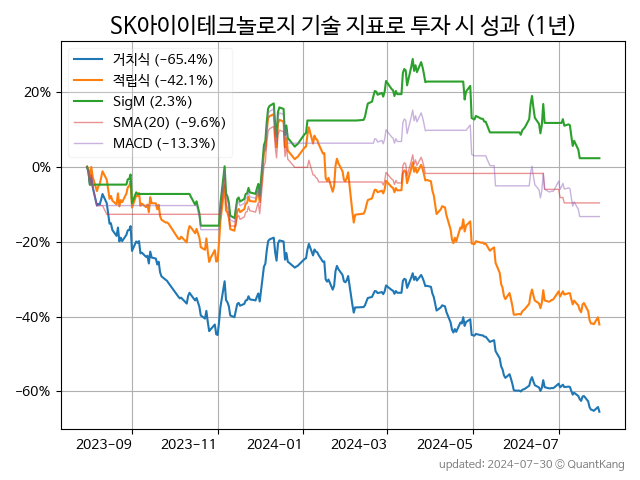 SK아이이테크놀로지 기술 지표로 투자 시 성과 (1년)
거치식 (−65.4%)
적립식 (−42.1%)
SigM (2.3%)
SMA(20) (−9.6%)
MACD (−13.3%)
20%
0%
−20%
−40%
−60%
2023-09 2023-11 2024-01 2024-03 2024-05 2024-07
updated: 2024-07-30 © QuantKang